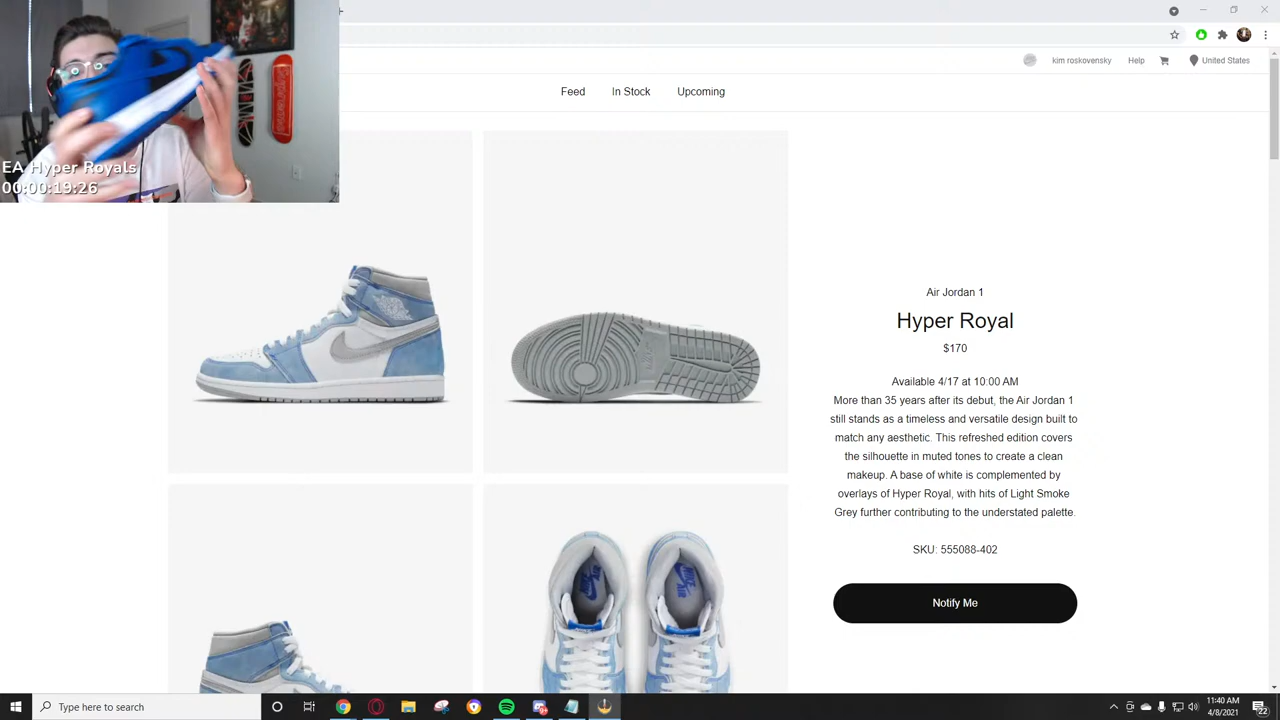 kim roskovensky
Help
United States
Feed
In Stock
Upcoming
EA Hyper Royals
00:00:19:26
Air Jordan 1
Hyper Royal
$170
Available 4/17 at 10:00 AM
More than 35 years after its debut, the Air Jordan 1
still stands as a timeless and versatile design built to
match any aesthetic. This refreshed edition covers
the silhouette in muted tones to create a clean
makeup. A base of white is complemented by
overlays of Hyper Royal, with hits of Light Smoke
Grey further contributing to the understated palette.
SKU: 555088-402
Notify Me
Type here to search
11:40 AM
4/8/2021
22